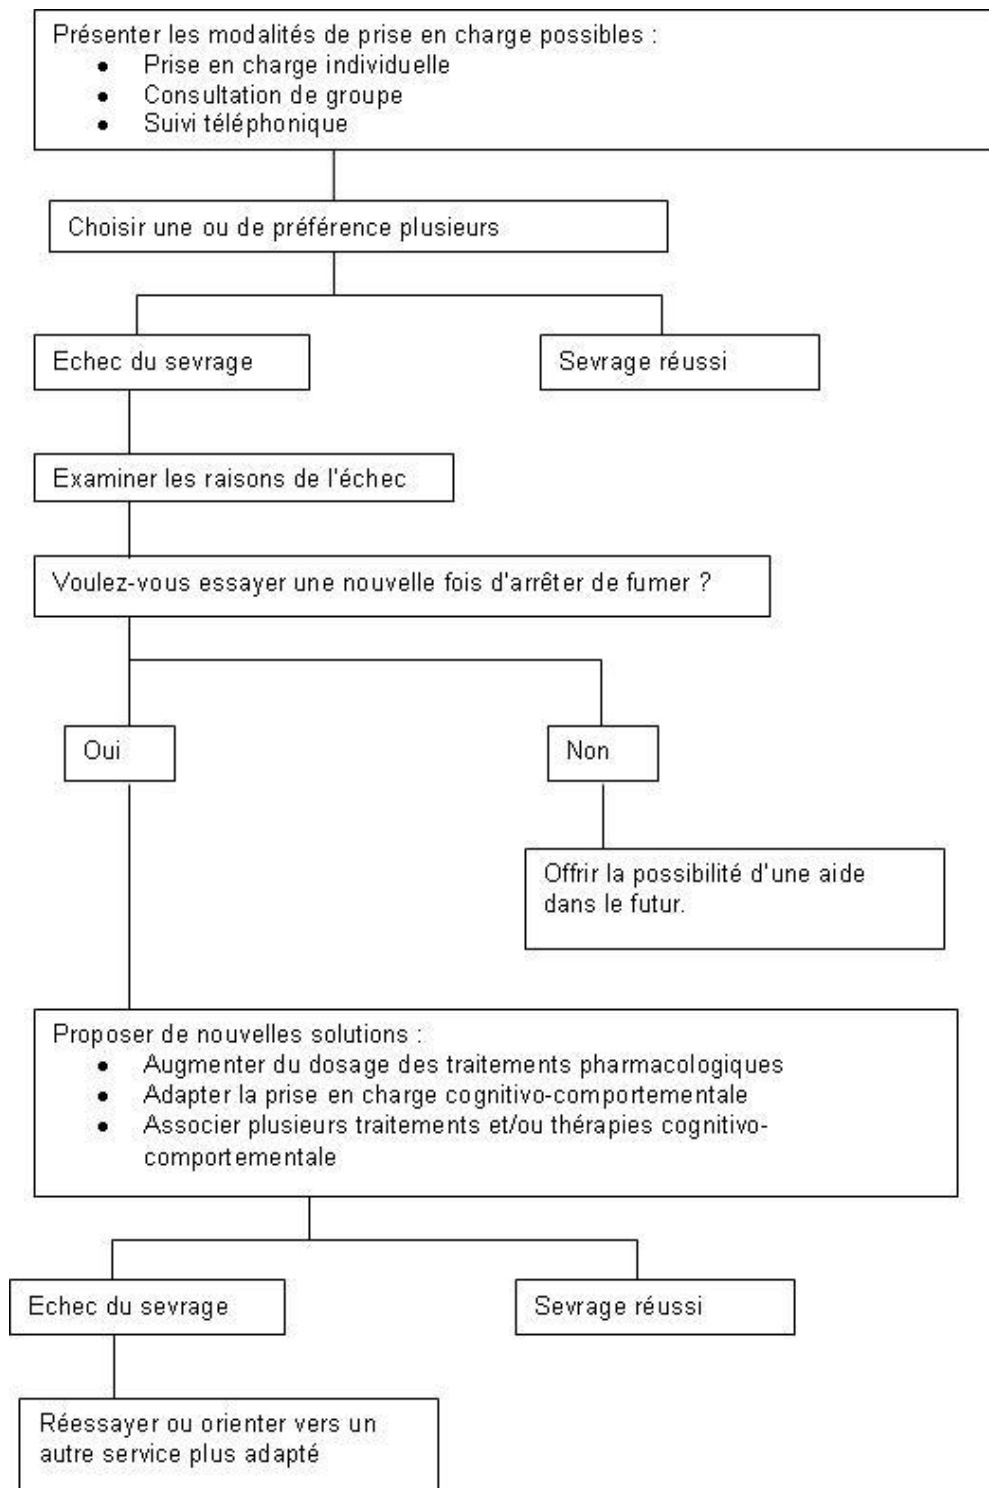 Présenter les modalités de prise en charge possibles :
• Prise en charge individuelle
• Consultation de groupe
• Suivi téléphonique
Choisir une ou de préférence plusieurs
Echec du sevrage
Sevrage réussi
Examiner les raisons de l'échec
Voulez-vous essayer une nouvelle fois d'arrêter de fumer ?
Oui
Non
Offrir la possibilité d'une aide
dans le futur.
Proposer de nouvelles solutions :
• Augmenter du dosage des traitements pharmacologiques
• Adapter la prise en charge cognitivo-comportementale
• Associer plusieurs traitements et/ou thérapies cognitivo-
comportementale
Echec du sevrage
Sevrage réussi
Réessayer ou orienter vers un
autre service plus adapté